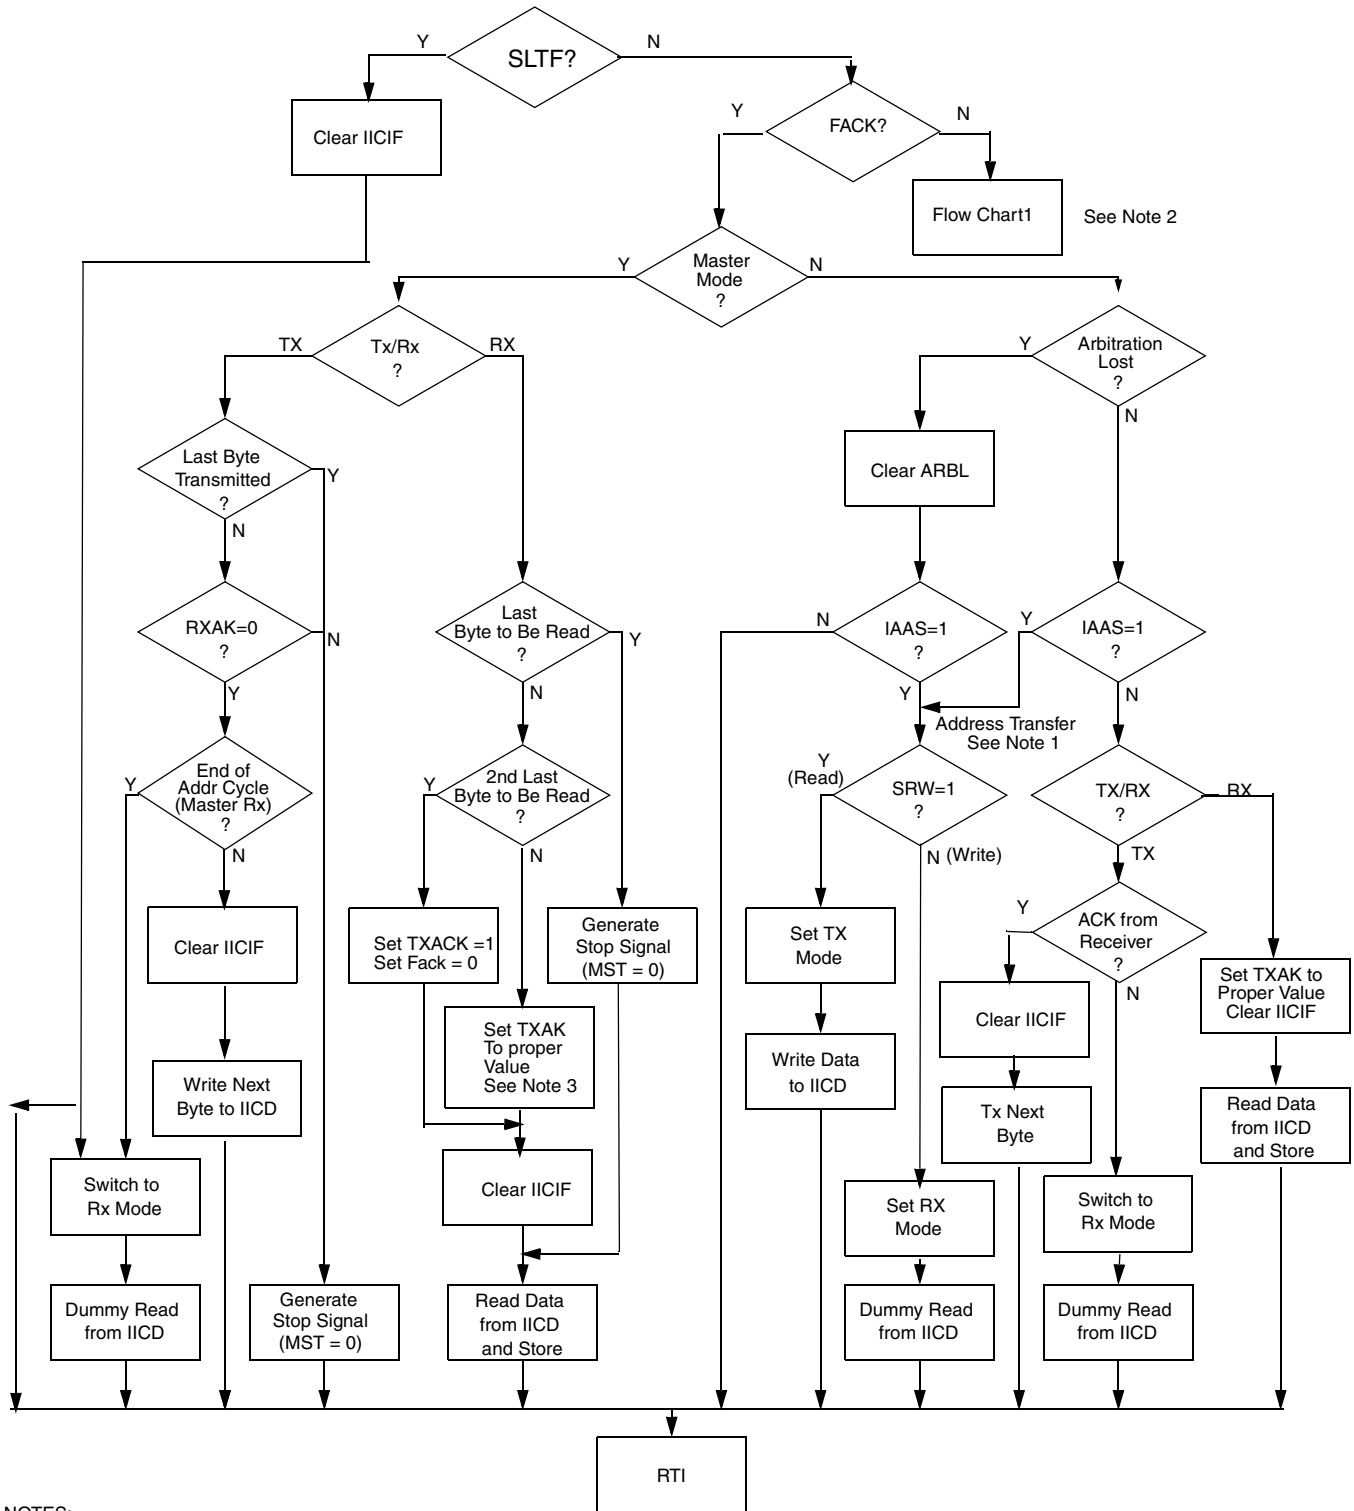 Y
SLTF?
N
Clear IICIF
Y
FACK?
N
Flow Chart1
See Note 2
Y
Master
Mode
?
N
TX
Tx/Rx
?
RX
Y
Arbitration
Lost
?
N
Last Byte
Transmitted
?
Y
N
Clear ARBL
RXAK=0
?
N
Y
Last
Byte to Be Read
?
Y
N
N
IAAS=1
?
Y
Y
IAAS=1
?
N
Address Transfer
See Note 1
Y
End of
Addr Cycle
(Master Rx)
?
N
Y
2nd Last
Byte to Be Read
?
N
Y
(Read)
SRW=1
?
N (Write)
TX/RX
?
RX
TX
Clear IICIF
Set TXACK =1
Set Fack = 0
Generate
Stop Signal
(MST = 0)
Set TX
Mode
Y
ACK from
Receiver
?
N
Set TXAK to
Proper Value
Clear IICIF
Set TXAK
To proper
Value
See Note 3
Clear IICIF
Write Next
Byte to IICD
Write Data
to IICD
Tx Next
Byte
Read Data
from IICD
and Store
Switch to
Rx Mode
Clear IICIF
Set RX
Mode
Switch to
Rx Mode
Dummy Read
from IICD
Generate
Stop Signal
(MST = 0)
Read Data
from IICD
and Store
Dummy Read
from IICD
Dummy Read
from IICD
RTI
NOTES: